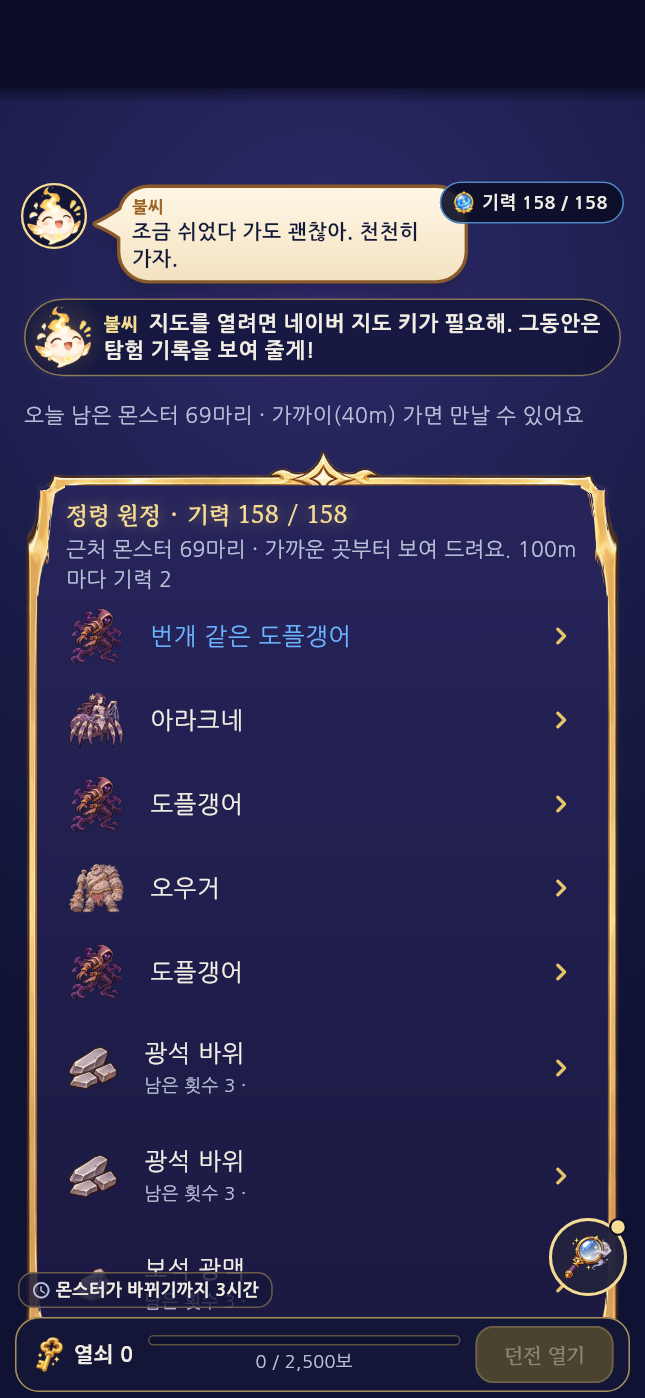 불씨
조금 쉬었다 가도 괜찮아. 천천히
가자.
기력 158 / 158
불씨 지도를 열려면 네이버 지도 키가 필요해. 그동안은
탐험 기록을 보여 줄게!
오늘 남은 몬스터 69마리 · 가까이(40m) 가면 만날 수 있어요
정령 원정 · 기력 158 / 158
근처 몬스터 69마리 · 가까운 곳부터 보여 드려요. 100m
마다 기력 2
번개 같은 도플갱어
아라크네
도플갱어
오우거
도플갱어
광석 바위
남은 횟수 3 ·
광석 바위
남은 횟수 3 ·
보석 광맥
남은 횟수 3 ·
몬스터가 바뀌기까지 3시간
열쇠 0
0 / 2,500보
던전 열기